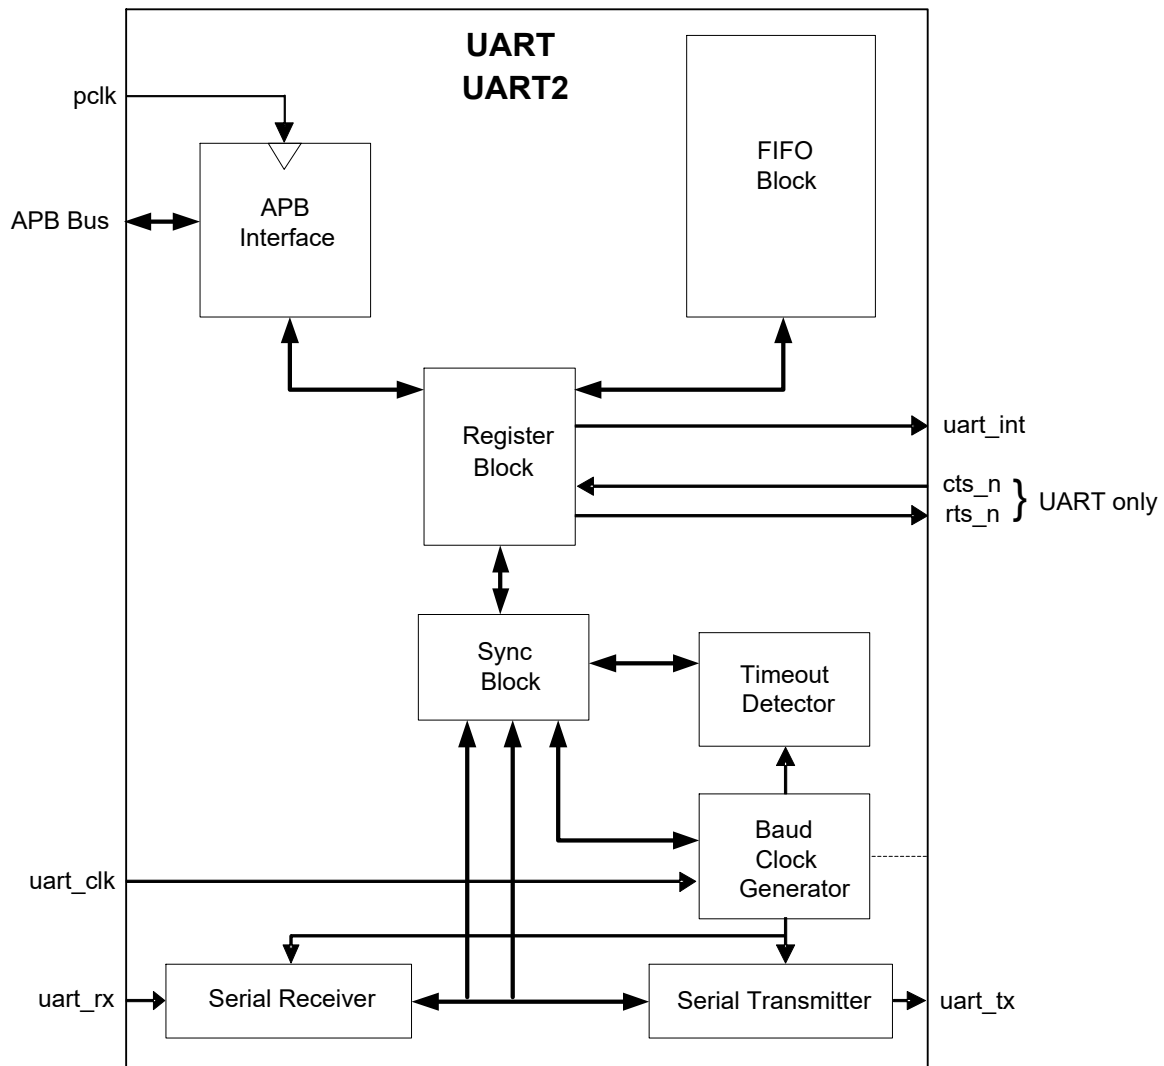 UART
UART2
pclk
FIFO
Block
APB Bus
APB
Interface
Register
Block
uart_int
cts_n
rts_n
} UART only
Sync
Block
Timeout
Detector
Baud
Clock
Generator
uart_clk
uart_rx
Serial Receiver
Serial Transmitter
uart_tx